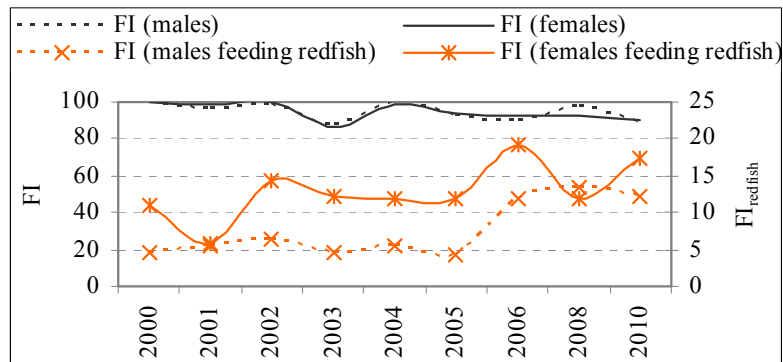 FI (males) FI (females)
FI (males feeding redfish) FI (females feeding redfish)
100 25
80 20
60 15
40 10
20 5
0 0
FI
FIredfish
2000 2001 2002 2003 2004 2005 2006 2008 2010